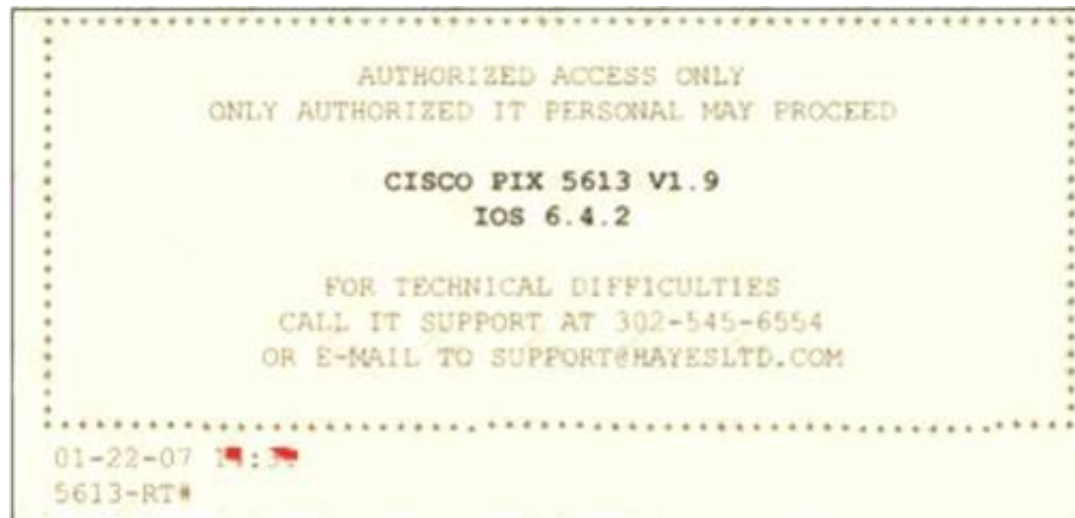 AUTHORIZED ACCESS ONLY
ONLY AUTHORIZED IT PERSONAL MAY PROCEED
CISCO PIX 5613 V1.9
IOS 6.4.2
FOR TECHNICAL DIFFICULTIES
CALL IT SUPPORT AT 302-545-6554
OR E-MAIL TO SUPPORT@HAYESLTD.COM
01-22-07
5613-RT#